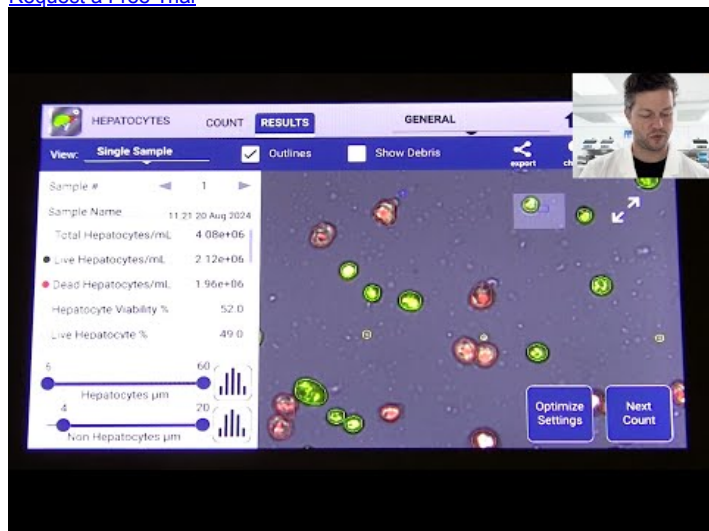 Request a Free Trial
HEPATOCYTES COUNT RESULTS GENERAL
View: Single Sample Outlines Show Debris export
Sample # 1
Sample Name 11 21 20 Aug 2024
Total Hepatocytes/mL 4.08e+06
Live Hepatocytes/mL 2 12e+06
Dead Hepatocytes/mL 1 96e+06
Hepatocyte Viability % 52.0
Live Hepatocyte % 49.0
6 60
Hepatocytes µm
4 20
Non Hepatocytes µm
Optimize
Settings
Next
Count